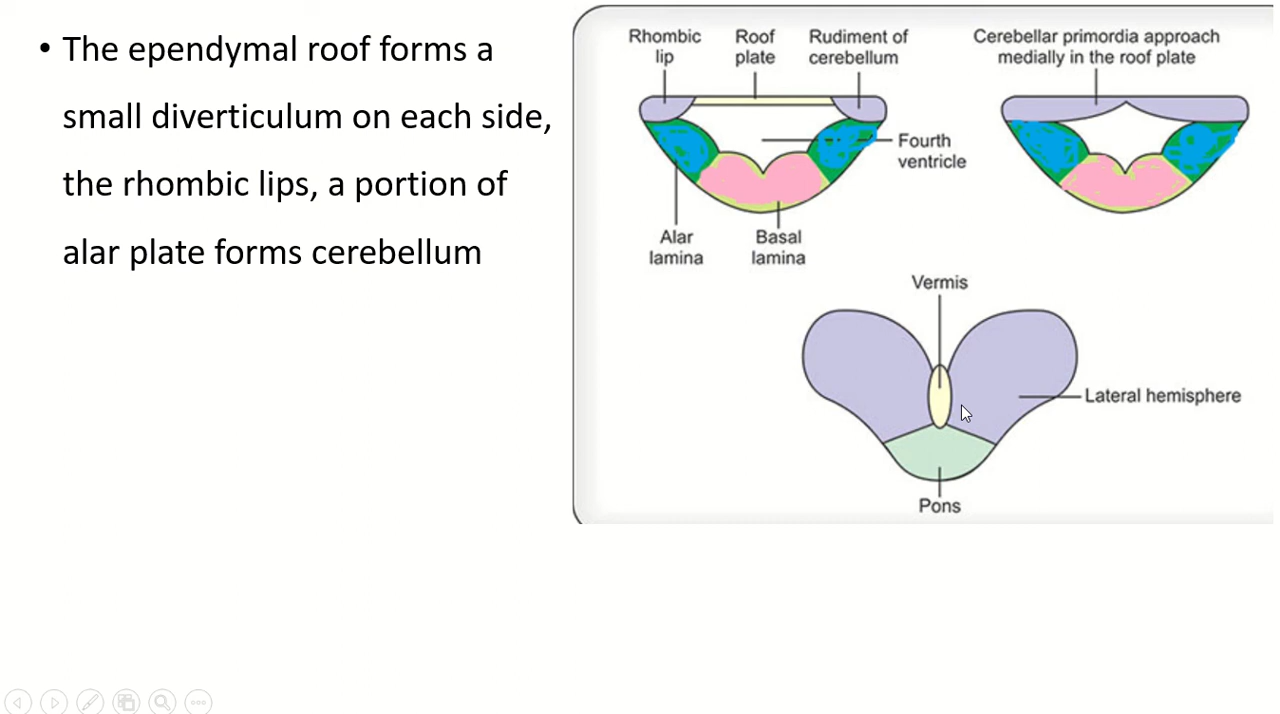 • The ependymal roof forms a
small diverticulum on each side,
the rhombic lips, a portion of
alar plate forms cerebellum
Rhombic
lip
Roof
plate
Rudiment of
cerebellum
Cerebellar primordia approach
medially in the roof plate
Fourth
ventricle
Alar
lamina
Basal
lamina
Vermis
Lateral hemisphere
Pons